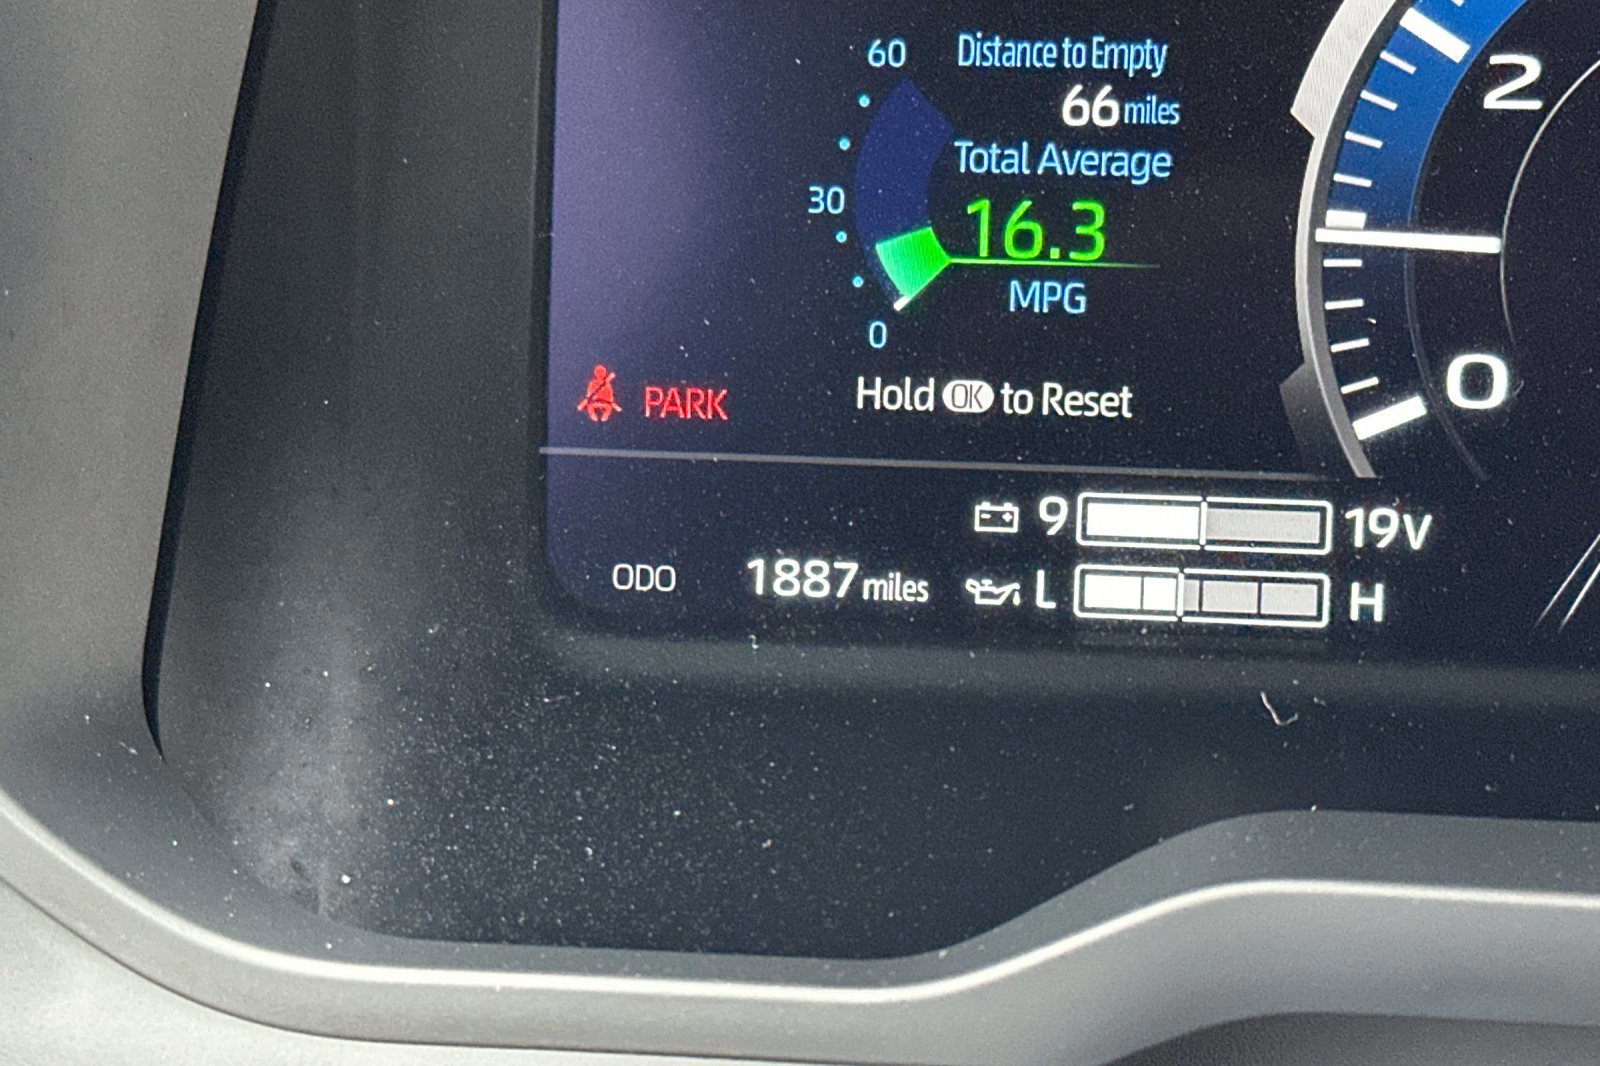 60
Distance to Empty
66 miles
Total Average
30
16.3
MPG
0
PARK
Hold OK to Reset
2
0
9 19V
ODO 1887 miles
L H